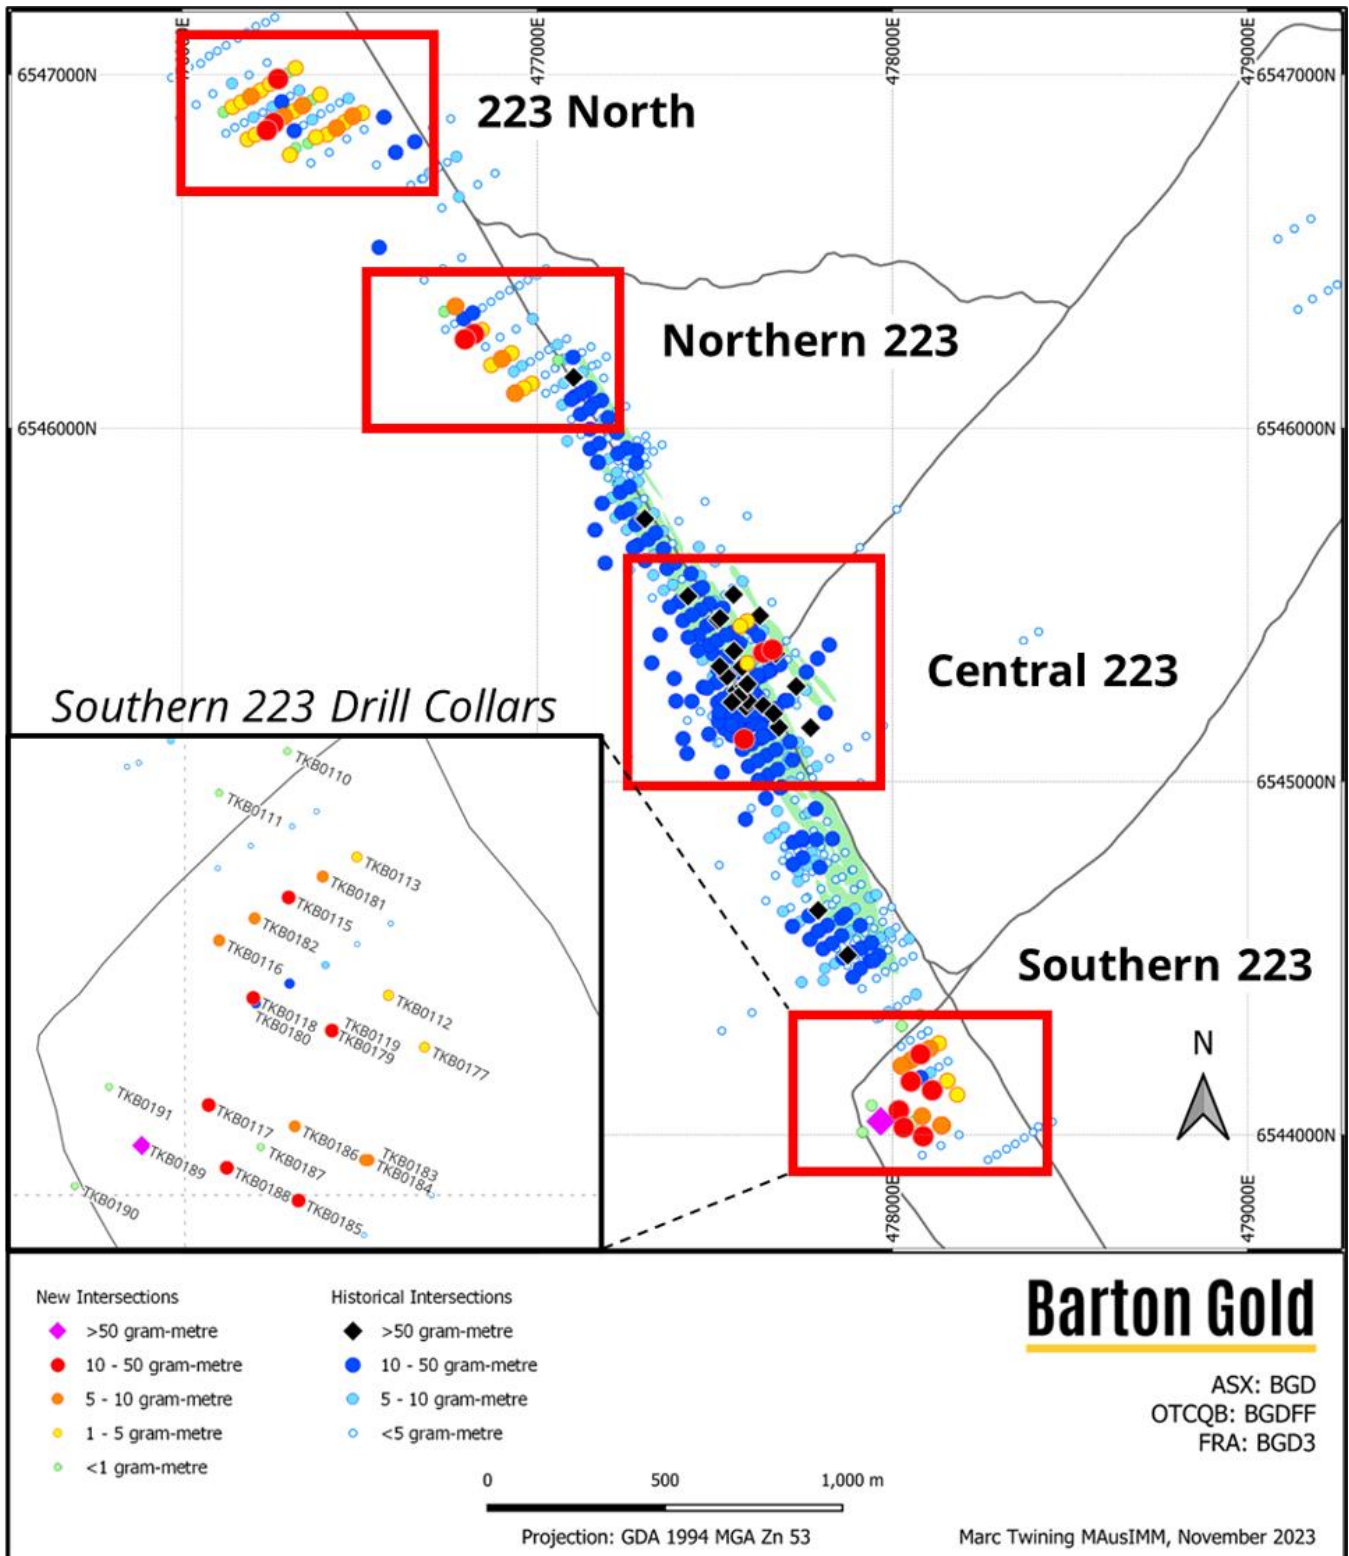 477000E
478000E
479000E
6547000N
6547000N
223 North
Northern 223
6546000N
6546000N
Central 223
Southern 223 Drill Collars
6545000N
TKB0110
TKB0111
TKB0113
TKB0181
TKB0115
TKB0182
TKB0116
TKB0118
TKB0180
TKB0119
TKB0179
TKB0112
TKB0177
TKB0191
TKB0117
TKB0186
TKB0183
TKB0184
TKB0187
TKB0189
TKB0188
TKB0185
TKB0190
Southern 223
N
6544000N
478000E
479000E
New Intersections
>50 gram-metre
10 - 50 gram-metre
5 - 10 gram-metre
1 - 5 gram-metre
<1 gram-metre
Historical Intersections
>50 gram-metre
10 - 50 gram-metre
5 - 10 gram-metre
<5 gram-metre
Barton Gold
ASX: BGD
OTCQB: BGDFF
FRA: BGD3
0 500 1,000 m
Projection: GDA 1994 MGA Zn 53
Marc Twining MAusIMM, November 2023